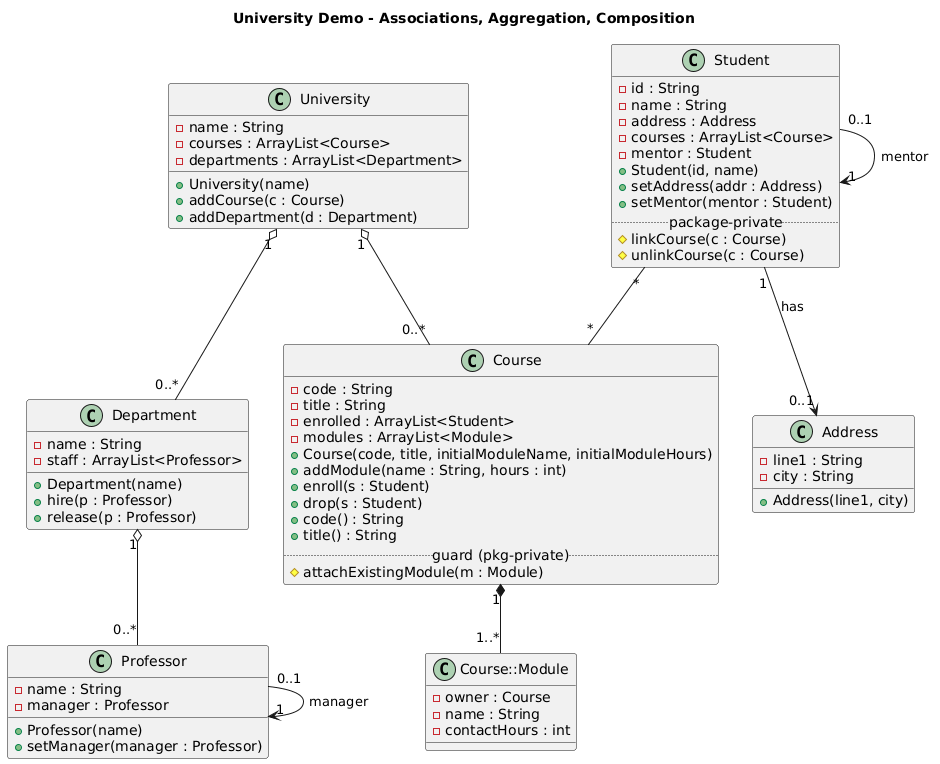 University Demo - Associations, Aggregation, Composition
C University
name : String
courses : ArrayList<Course>
departments : ArrayList<Department>
University(name)
addCourse(c : Course)
addDepartment(d : Department)
1
1
0..*
0..*
C Student
id : String
name : String
address : Address
courses : ArrayList<Course>
mentor : Student
Student(id, name)
setAddress(addr : Address)
setMentor(mentor : Student)
package-private
linkCourse(c : Course)
unlinkCourse(c : Course)
0..1
mentor
1
*
*
1
has
0..1
C Department
name : String
staff : ArrayList<Professor>
Department(name)
hire(p : Professor)
release(p : Professor)
1
0..*
C Course
code : String
title : String
enrolled : ArrayList<Student>
modules : ArrayList<Module>
Course(code, title, initialModuleName, initialModuleHours)
addModule(name : String, hours : int)
enroll(s : Student)
drop(s : Student)
code() : String
title() : String
guard (pkg-private)
attachExistingModule(m : Module)
1
1..*
C Address
line1 : String
city : String
Address(line1, city)
C Professor
name : String
manager : Professor
Professor(name)
setManager(manager : Professor)
0..1
manager
1
C Course::Module
owner : Course
name : String
contactHours : int